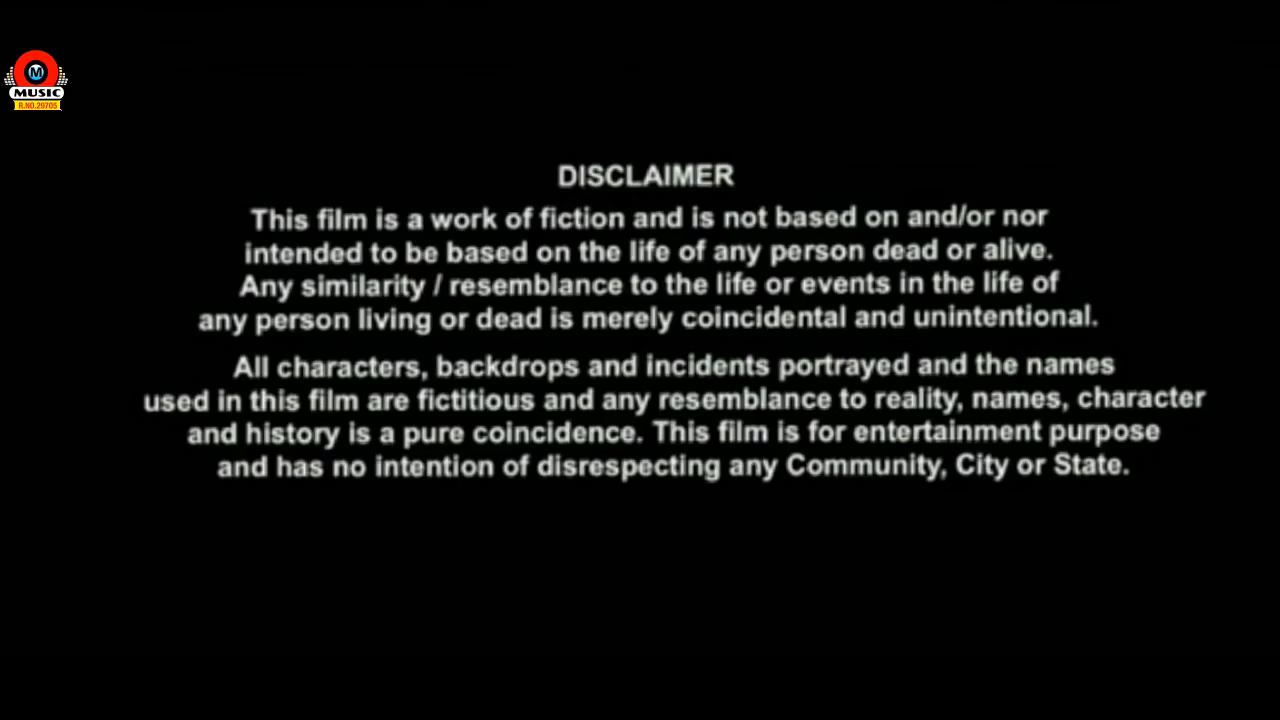 M
MUSIC
R.NO.29705
DISCLAIMER
This film is a work of fiction and is not based on and/or nor
intended to be based on the life of any person dead or alive.
Any similarity / resemblance to the life or events in the life of
any person living or dead is merely coincidental and unintentional.
All characters, backdrops and incidents portrayed and the names
used in this film are fictitious and any resemblance to reality, names, character
and history is a pure coincidence. This film is for entertainment purpose
and has no intention of disrespecting any Community, City or State.